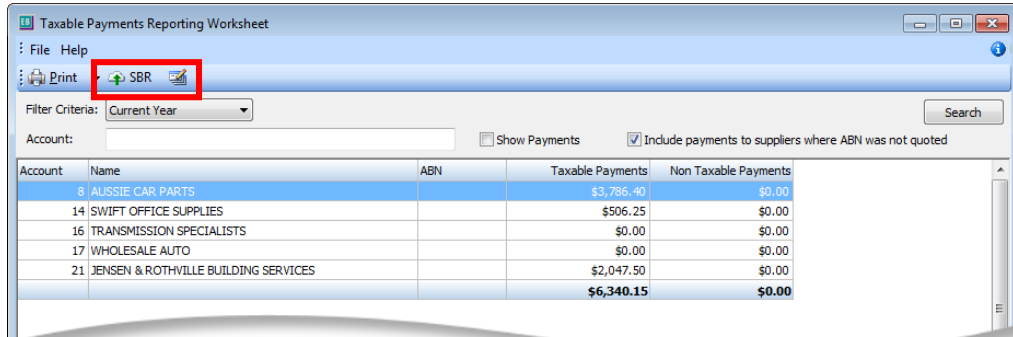 EB Taxable Payments Reporting Worksheet
File Help
Print SBR
Filter Criteria: Current Year Search
Account: Show Payments Include payments to suppliers where ABN was not quoted
Account Name ABN Taxable Payments Non Taxable Payments
8 AUSSIE CAR PARTS $3,786.40 $0.00
14 SWIFT OFFICE SUPPLIES $506.25 $0.00
16 TRANSMISSION SPECIALISTS $0.00 $0.00
17 WHOLESALE AUTO $0.00 $0.00
21 JENSEN & ROTHVILLE BUILDING SERVICES $2,047.50 $0.00
$6,340.15 $0.00